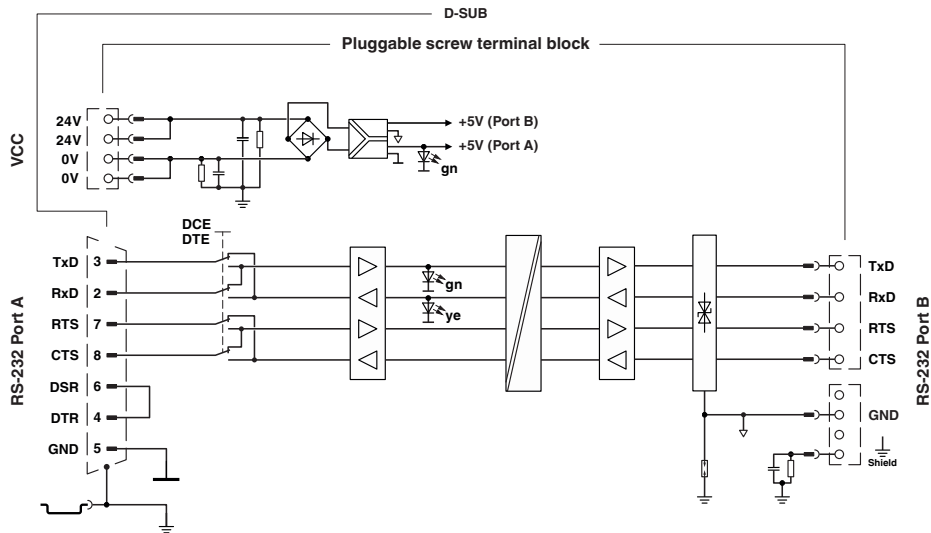 D-SUB
Pluggable screw terminal block
VCC
24V
24V
0V
0V
+5V (Port B)
+5V (Port A)
gn
DCE
DTE
RS-232 Port A
TxD 3
RxD 2
RTS 7
CTS 8
DSR 6
DTR 4
GND 5
gn
ye
TxD
RxD
RTS
CTS
GND
Shield
RS-232 Port B